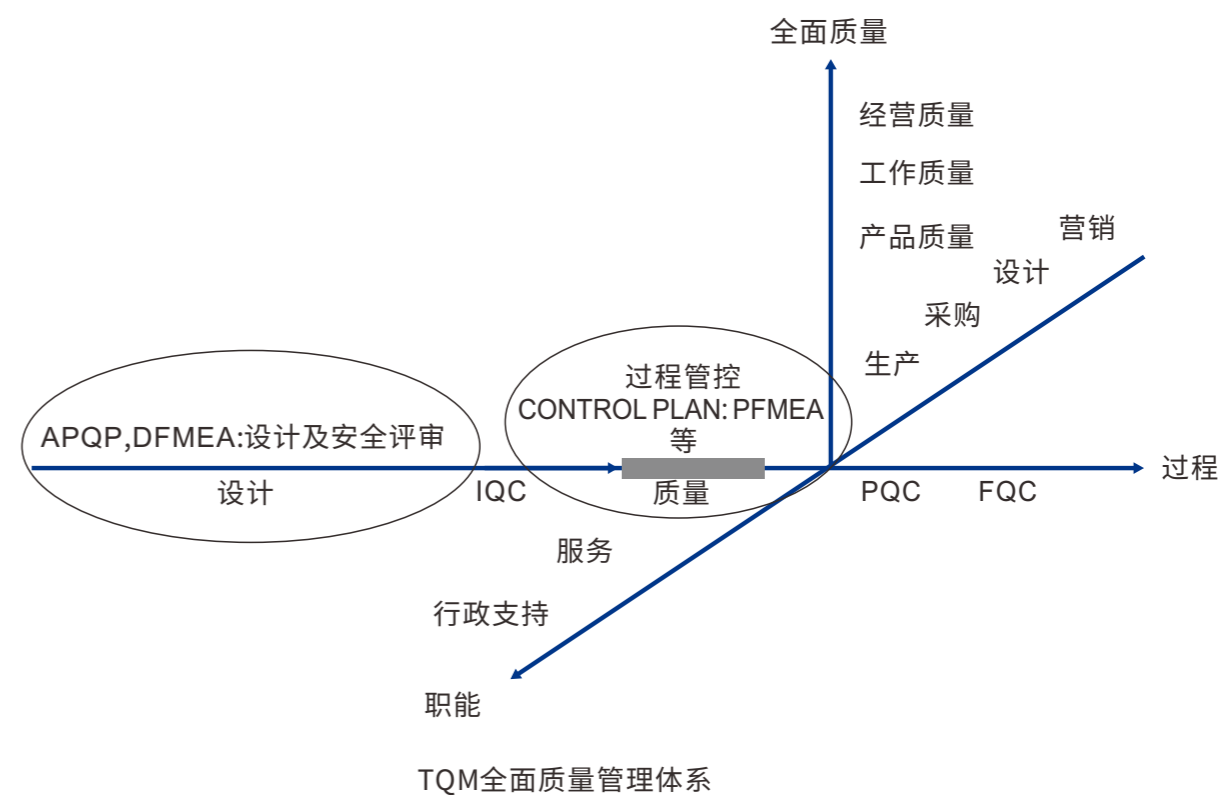 全面质量
经营质量
工作质量
产品质量
营销
设计
采购
生产
过程管控
CONTROL PLAN: PFMEA
等
APQP,DFMEA:设计及安全评审
过程
设计
IQC
质量
PQC
FQC
服务
行政支持
职能
TQM全面质量管理体系